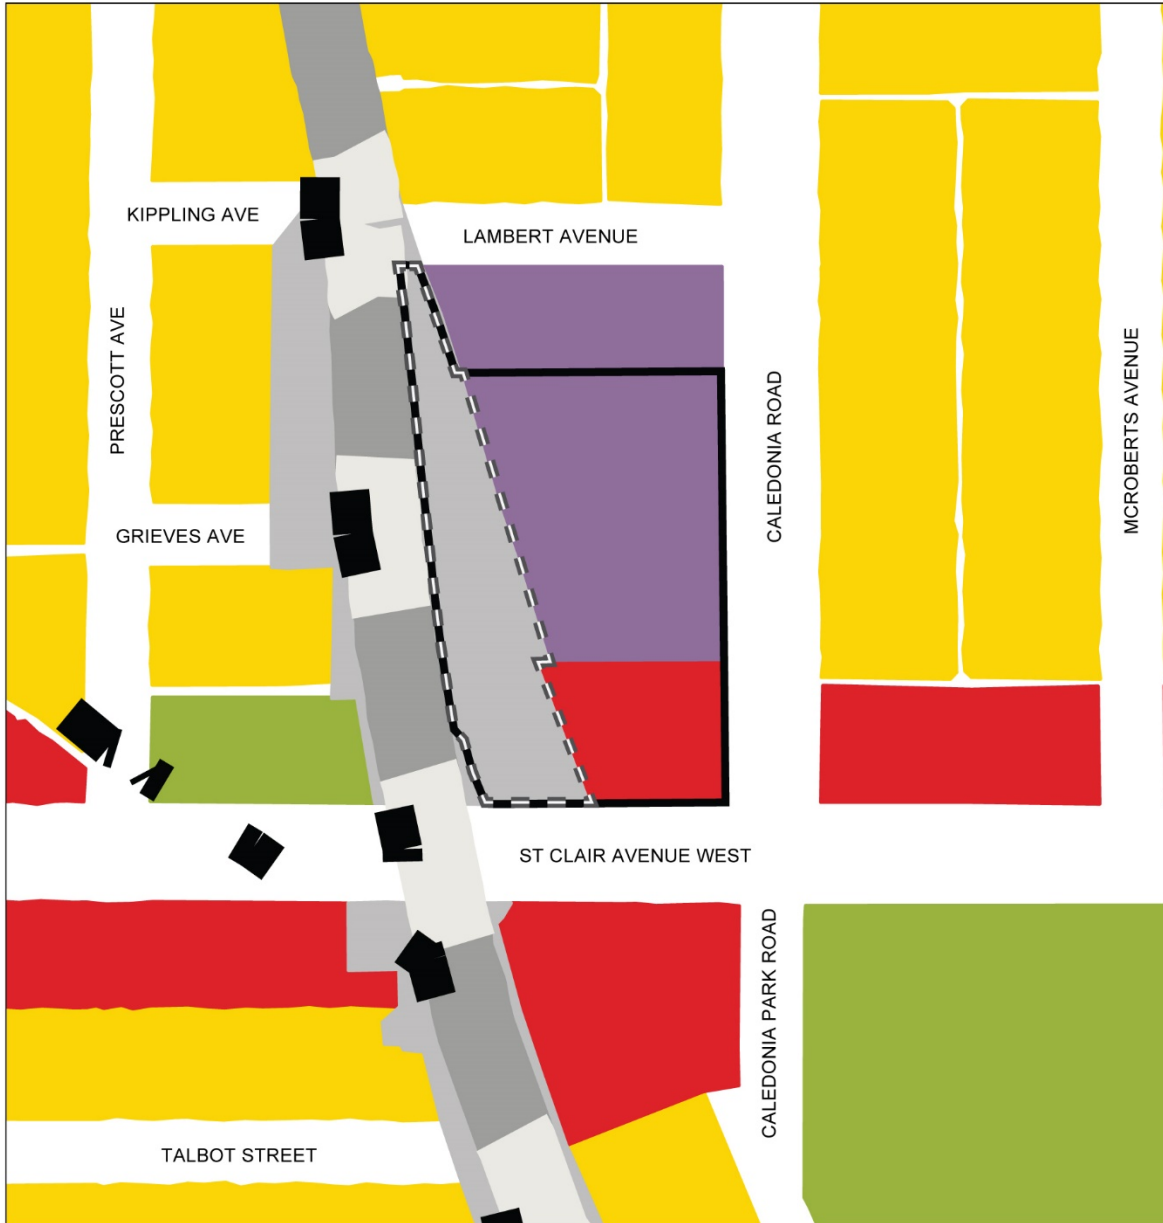 KIPPLING AVE
LAMBERT AVENUE
PRESCOTT AVE
CALEDONIA ROAD
MCROBERTS AVENUE
GRIEVES AVE
ST CLAIR AVENUE WEST
CALEDONIA PARK ROAD
TALBOT STREET